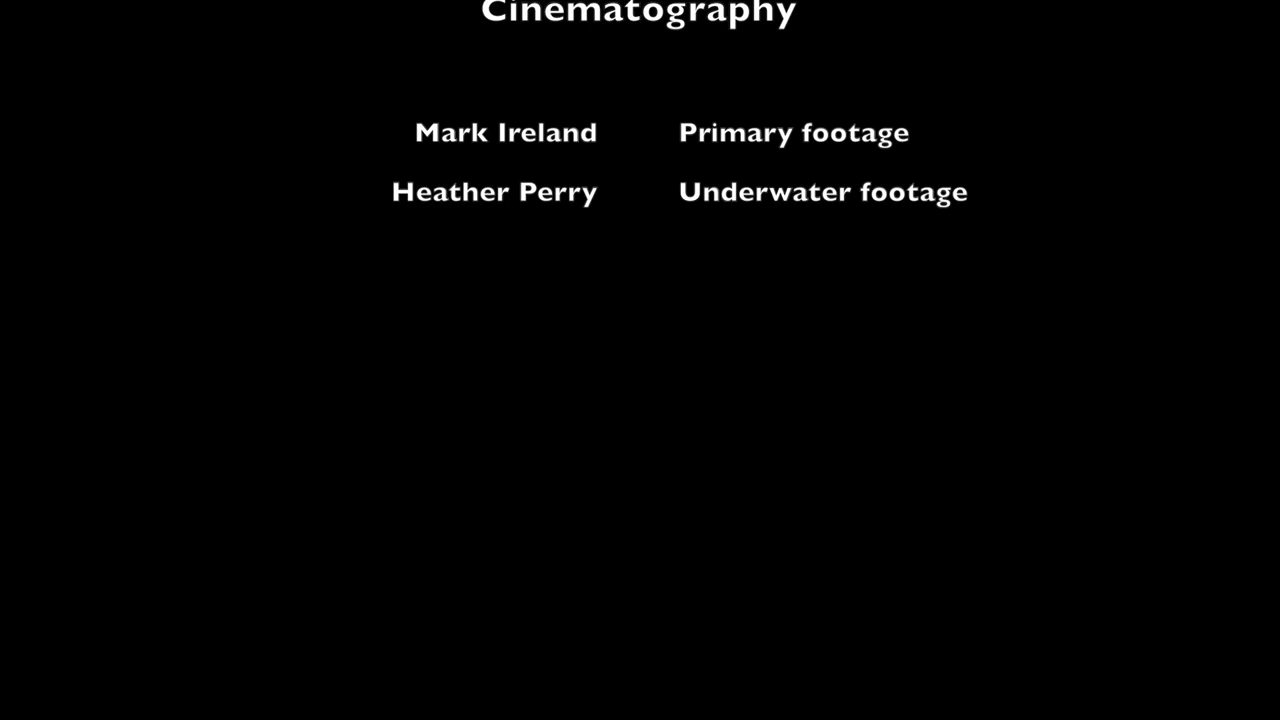 Cinematography
Mark Ireland Primary footage
Heather Perry Underwater footage